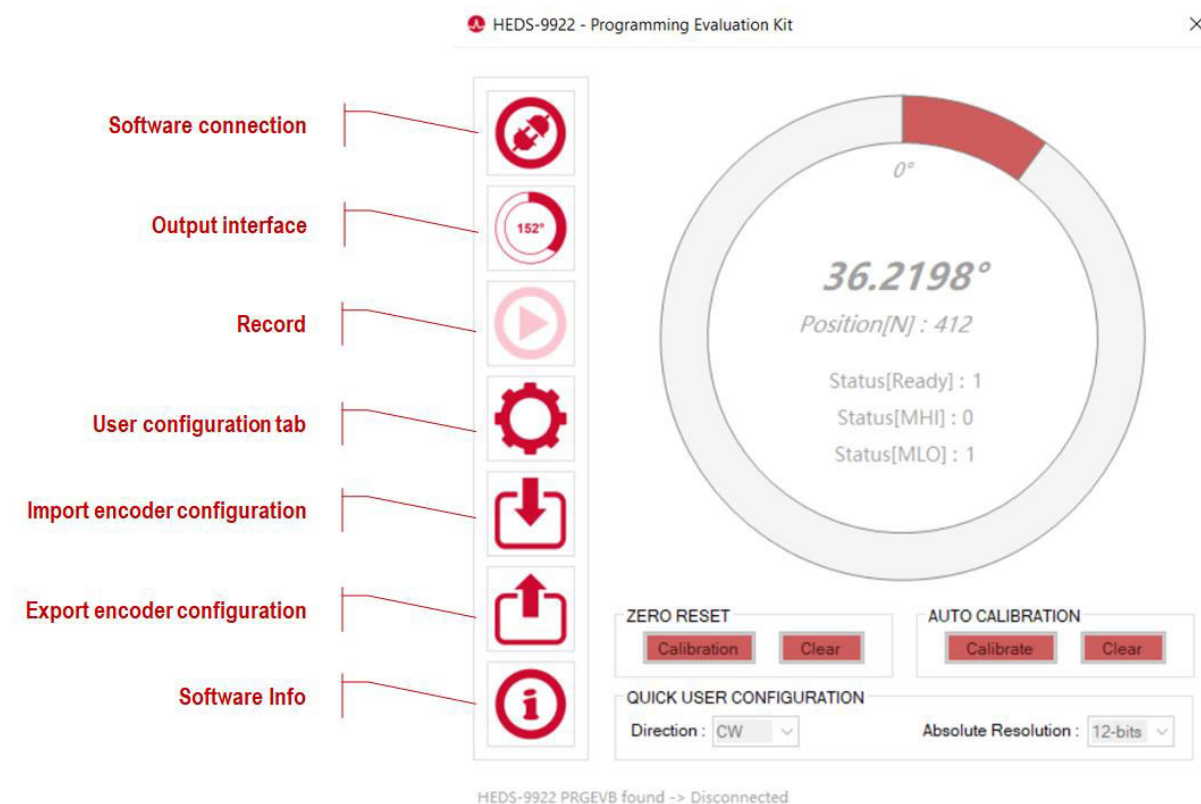 HEDS-9922 - Programming Evaluation Kit
Software connection
Output interface
152°
Record
User configuration tab
Import encoder configuration
Export encoder configuration
Software Info
0°
36.2198°
Position[N] : 412
Status[Ready] : 1
Status[MHI] : 0
Status[MLO] : 1
ZERO RESET
Calibration Clear
AUTO CALIBRATION
Calibrate Clear
QUICK USER CONFIGURATION
Direction : CW Absolute Resolution : 12-bits
HEDS-9922 PRGEVB found -> Disconnected